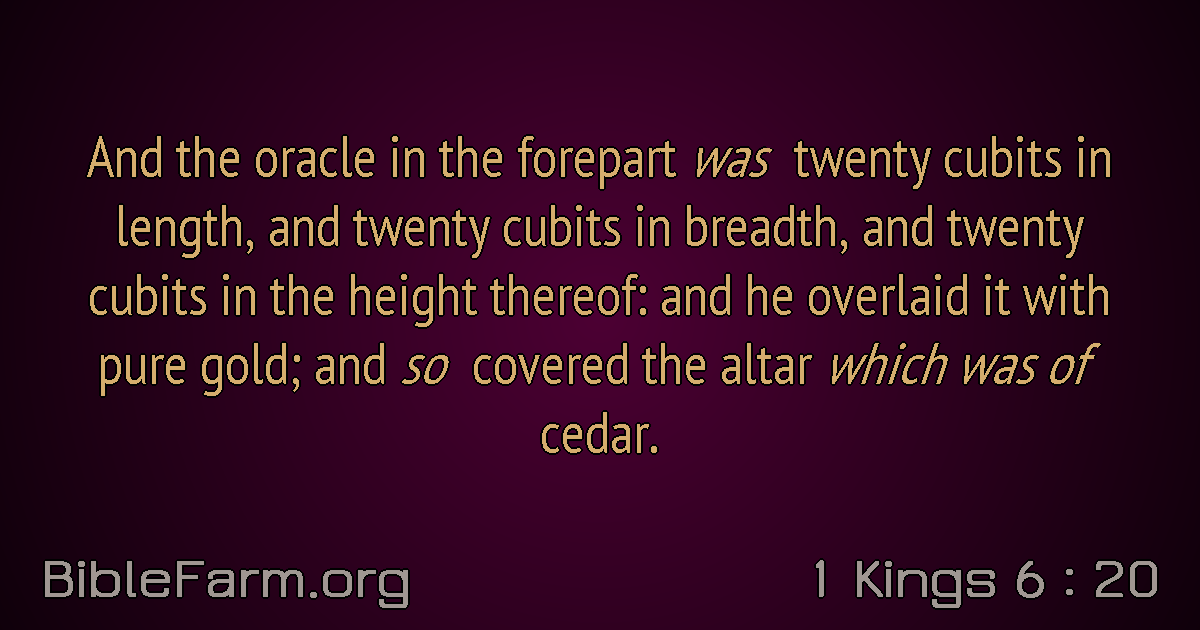 And the oracle in the forepart was twenty cubits in
length, and twenty cubits in breadth, and twenty
cubits in the height thereof: and he overlaid it with
pure gold; and so covered the altar which was of
cedar.
BibleFarm.org
1 Kings 6 : 20